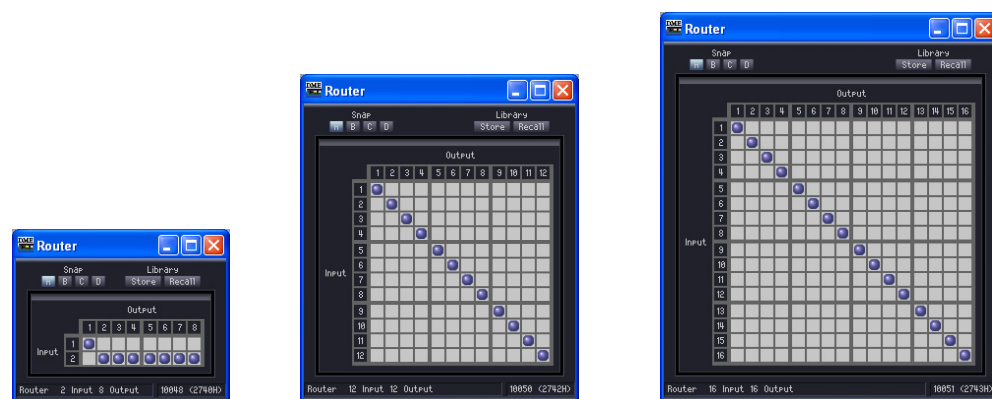 DME Router
Snap Library
A B C D Store Recall
Output
1 2 3 4 5 6 7 8
1
Input
2
Router 2 Input 8 Output 10048 (2740H)
DME Router
Snap Library
A B C D Store Recall
Output
1 2 3 4 5 6 7 8 9 10 11 12
1
2
3
4
5
6
Input
7
8
9
10
11
12
Router 12 Input 12 Output 10050 (2742H)
DME Router
Snap Library
A B C D Store Recall
Output
1 2 3 4 5 6 7 8 9 10 11 12 13 14 15 16
1
2
3
4
5
6
7
8
Input
9
10
11
12
13
14
15
16
Router 16 Input 16 Output 10051 (2743H)